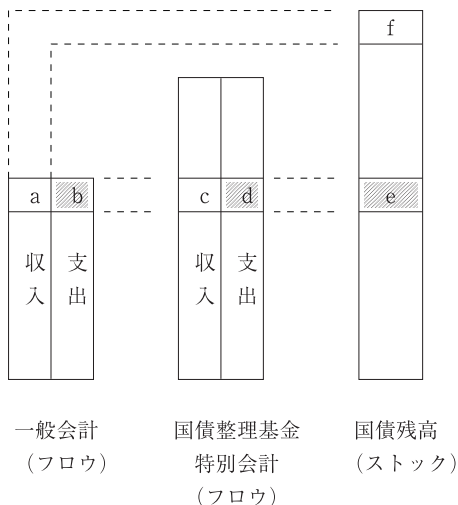 f
a
b
c
d
e
収入
支出
収入
支出
一般会計
（フロウ）
国債整理基金
特別会計
（フロウ）
国債残高
（ストック）